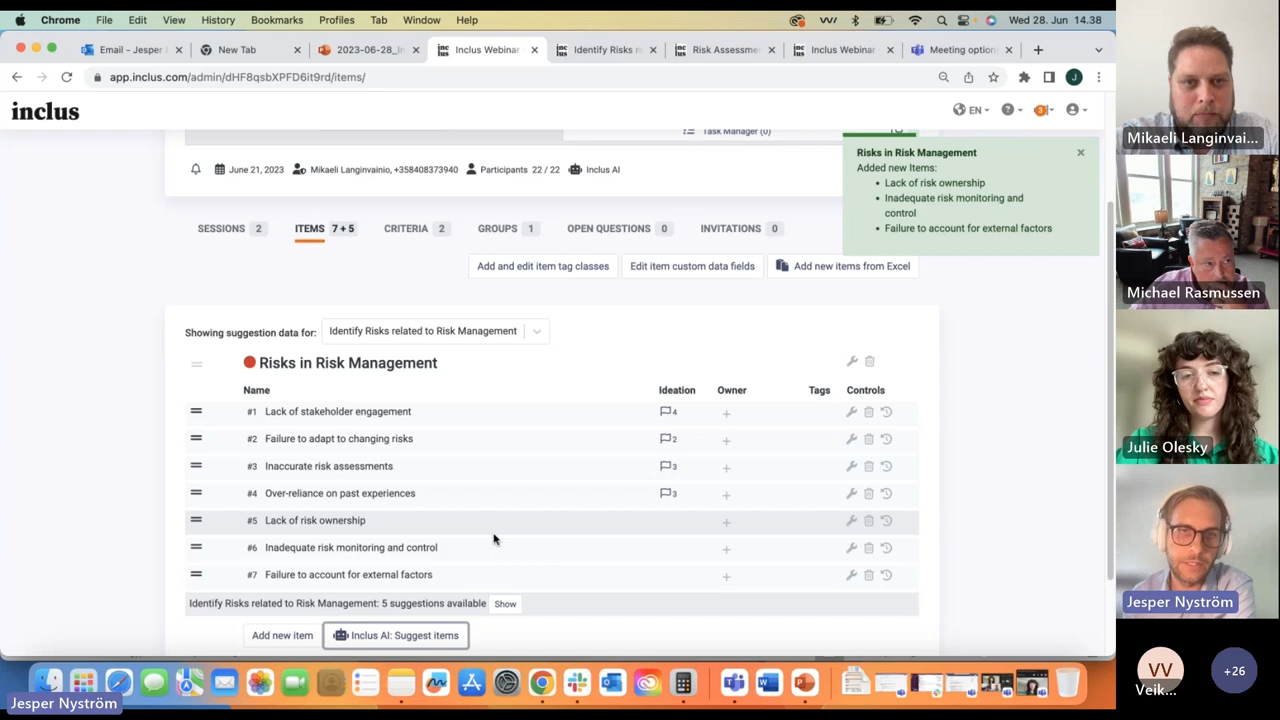 Chrome File Edit View History Bookmarks Profiles Tab Window Help Wed 28. Jun 14.38
Email - Jesper New Tab 2023-06-28_I Inclus Webinar Identify Risks r Risk Assessme Inclus Webinar Meeting option
app.inclus.com/admin/dHF8qsbXPFD6it9rd/items/ J
inclus
EN 3
Task Manager (0)
June 21, 2023 Mikaeli Langinvainio, +358408373940 Participants 22 / 22 Inclus AI
Risks in Risk Management
Added new Items:
Lack of risk ownership
Inadequate risk monitoring and
control
Failure to account for external factors
SESSIONS 2 ITEMS 7 + 5 CRITERIA 2 GROUPS 1 OPEN QUESTIONS 0 INVITATIONS 0
Add and edit item tag classes Edit item custom data fields Add new items from Excel
Showing suggestion data for: Identify Risks related to Risk Management
Risks in Risk Management
Name Ideation Owner Tags Controls
#1 Lack of stakeholder engagement 4 +
#2 Failure to adapt to changing risks 2 +
#3 Inaccurate risk assessments 3 +
#4 Over-reliance on past experiences 3 +
#5 Lack of risk ownership +
#6 Inadequate risk monitoring and control +
#7 Failure to account for external factors +
Identify Risks related to Risk Management: 5 suggestions available Show
Add new item Inclus AI: Suggest items
Jesper Nyström
Mikaeli Langinvai...
Michael Rasmussen
Julie Olesky
Jesper Nyström
VV +26
Veik...